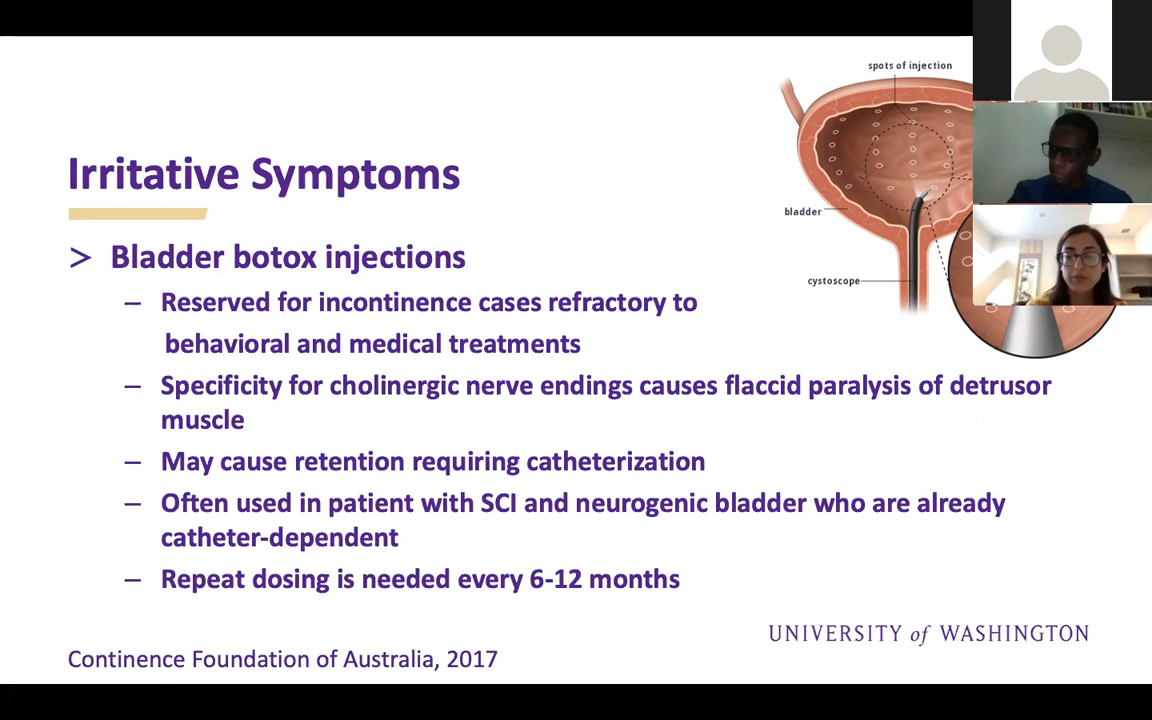 spots of injection
Irritative Symptoms
bladder
> Bladder botox injections
cystoscope
– Reserved for incontinence cases refractory to
behavioral and medical treatments
– Specificity for cholinergic nerve endings causes flaccid paralysis of detrusor
muscle
– May cause retention requiring catheterization
– Often used in patient with SCI and neurogenic bladder who are already
catheter-dependent
– Repeat dosing is needed every 6-12 months
UNIVERSITY of WASHINGTON
Continence Foundation of Australia, 2017